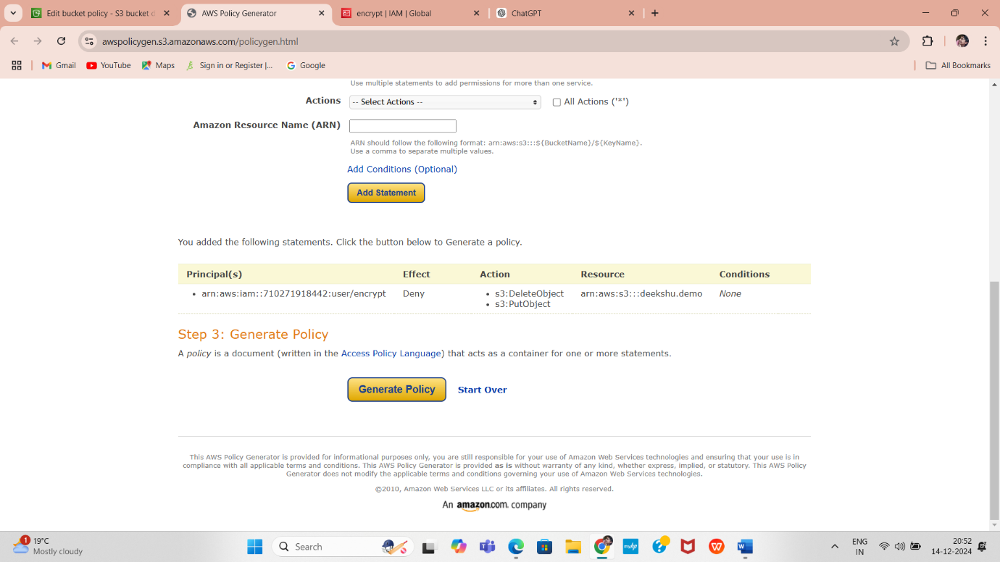 Edit bucket policy - S3 bucket d
AWS Policy Generator
encrypt | IAM | Global
ChatGPT
awspolicygen.s3.amazonaws.com/policygen.html
Gmail
YouTube
Maps
Sign in or Register |...
Google
All Bookmarks
Use multiple statements to add permissions for more than one service.
Actions
-- Select Actions --
All Actions ('*')
Amazon Resource Name (ARN)
ARN should follow the following format: arn:aws:s3:::${BucketName}/${KeyName}.
Use a comma to separate multiple values.
Add Conditions (Optional)
Add Statement
You added the following statements. Click the button below to Generate a policy.
Principal(s) Effect Action Resource Conditions
• arn:aws:iam::710271918442:user/encrypt Deny • s3:DeleteObject arn:aws:s3:::deekshu.demo None
• s3:PutObject
Step 3: Generate Policy
A policy is a document (written in the Access Policy Language) that acts as a container for one or more statements.
Generate Policy Start Over
This AWS Policy Generator is provided for informational purposes only, you are still responsible for your use of Amazon Web Services technologies and ensuring that your use is in
compliance with all applicable terms and conditions. This AWS Policy Generator is provided as is without warranty of any kind, whether express, implied, or statutory. This AWS Policy
Generator does not modify the applicable terms and conditions governing your use of Amazon Web Services technologies.
©2010, Amazon Web Services LLC or its affiliates. All rights reserved.
An amazon.com. company
1
19°C
Mostly cloudy
Search
myhp
ENG
IN
20:52
14-12-2024